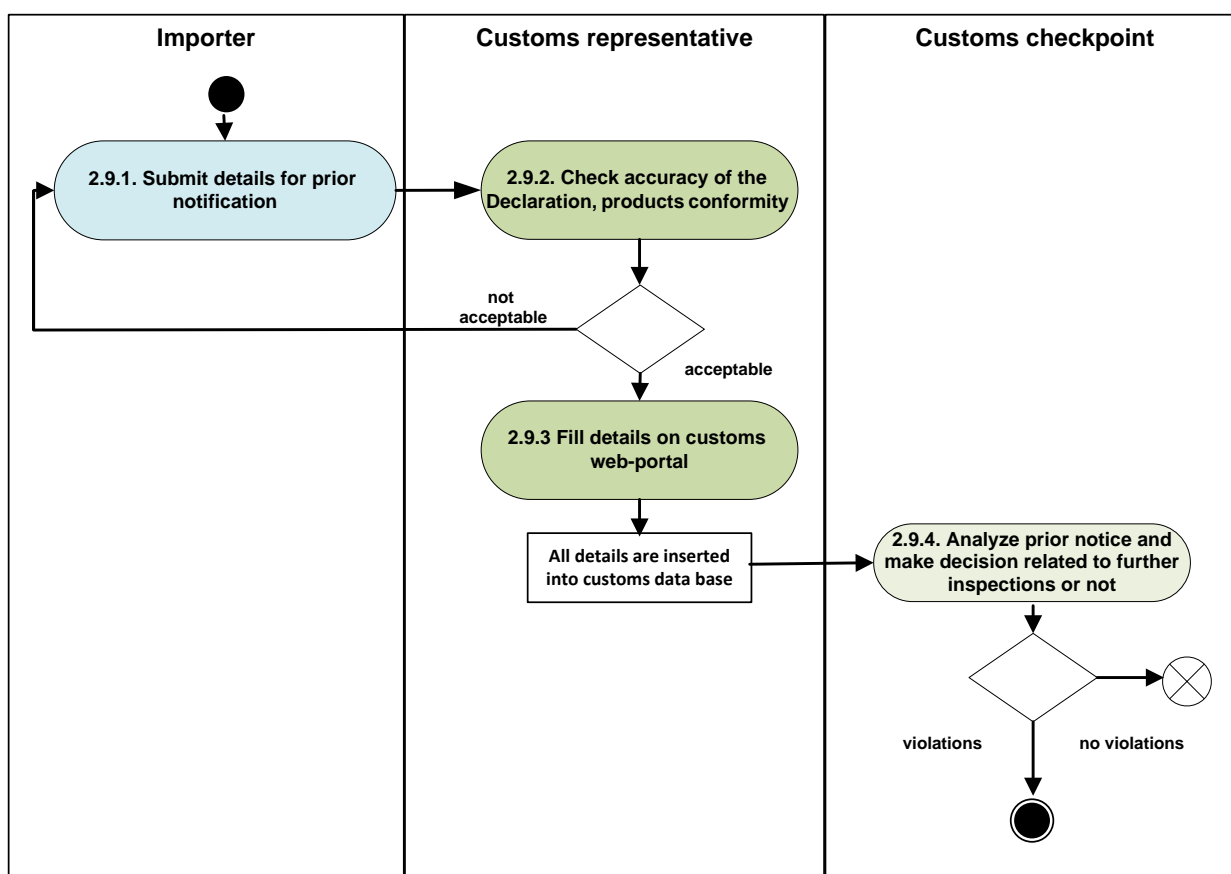 Importer
Customs representative
Customs checkpoint
2.9.1. Submit details for prior
notification
2.9.2. Check accuracy of the
Declaration, products conformity
not
acceptable
acceptable
2.9.3 Fill details on customs
web-portal
All details are inserted
into customs data base
2.9.4. Analyze prior notice and
make decision related to further
inspections or not
violations
no violations